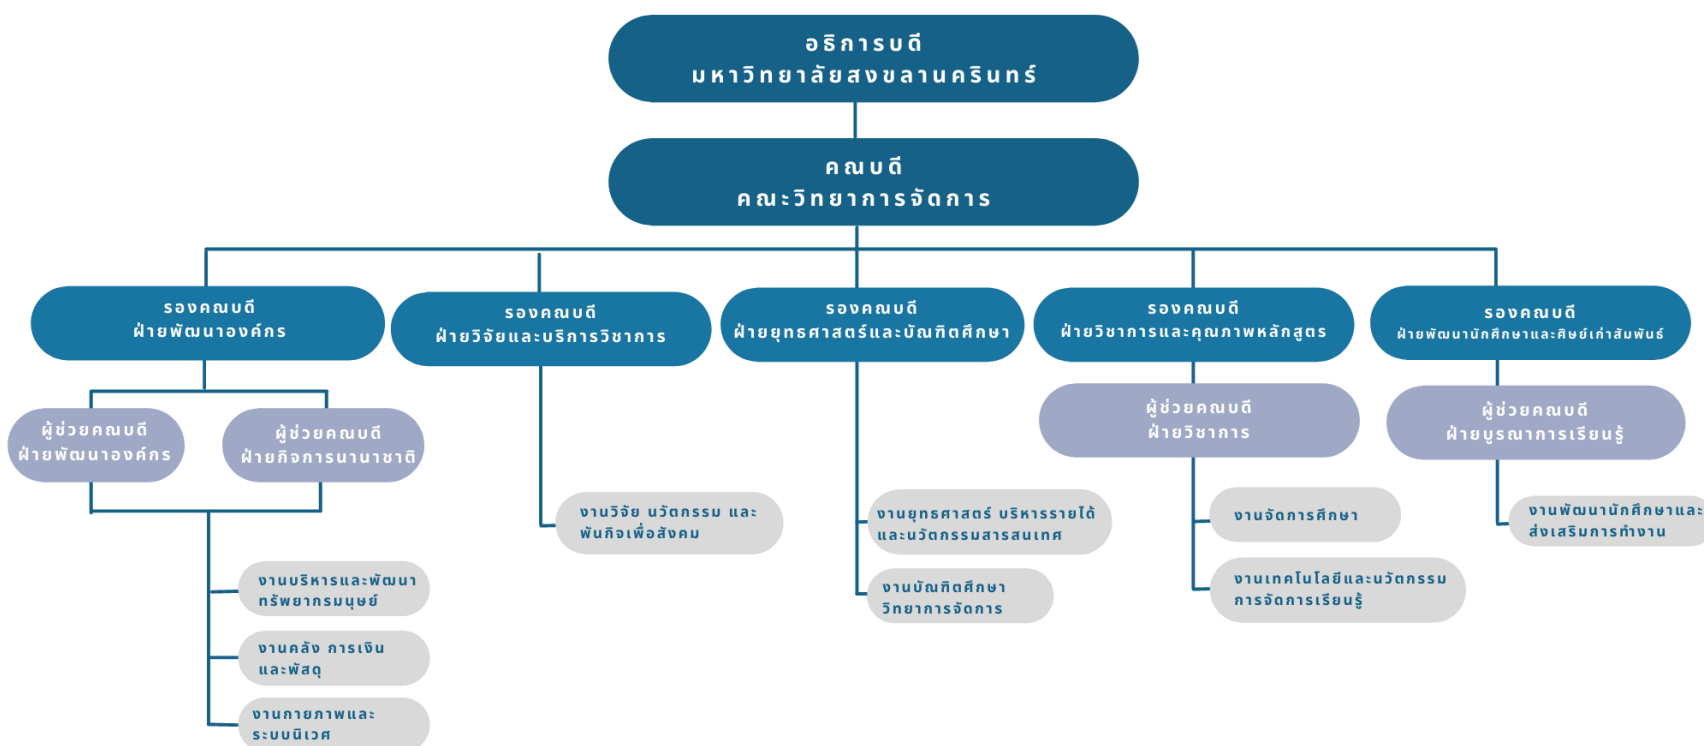 อธิการบดี
มหาวิทยาลัยสงขลานครินทร์
คณบดี
คณะวิทยาการจัดการ
รองคณบดี
ฝ่ายพัฒนาองค์กร
รองคณบดี
ฝ่ายวิจัยและบริการวิชาการ
รองคณบดี
ฝ่ายยุทธศาสตร์และบัณฑิตศึกษา
รองคณบดี
ฝ่ายวิชาการและคุณภาพหลักสูตร
รองคณบดี
ฝ่ายพัฒนานักศึกษาและศิษย์เก่าสัมพันธ์
ผู้ช่วยคณบดี
ฝ่ายพัฒนาองค์กร
ผู้ช่วยคณบดี
ฝ่ายกิจการนานาชาติ
ผู้ช่วยคณบดี
ฝ่ายวิชาการ
ผู้ช่วยคณบดี
ฝ่ายบูรณาการเรียนรู้
งานวิจัย นวัตกรรม และ
พันกิจเพื่อสังคม
งานยุทธศาสตร์ บริหารรายได้
และนวัตกรรมสารสนเทศ
งานจัดการศึกษา
งานพัฒนานักศึกษาและ
ส่งเสริมการทำงาน
งานบริหารและพัฒนา
ทรัพยากรมนุษย์
งานบัณฑิตศึกษา
วิทยาการจัดการ
งานเทคโนโลยีและนวัตกรรม
การจัดการเรียนรู้
งานคลัง การเงิน
และพัสดุ
งานกายภาพและ
ระบบนิเวศ